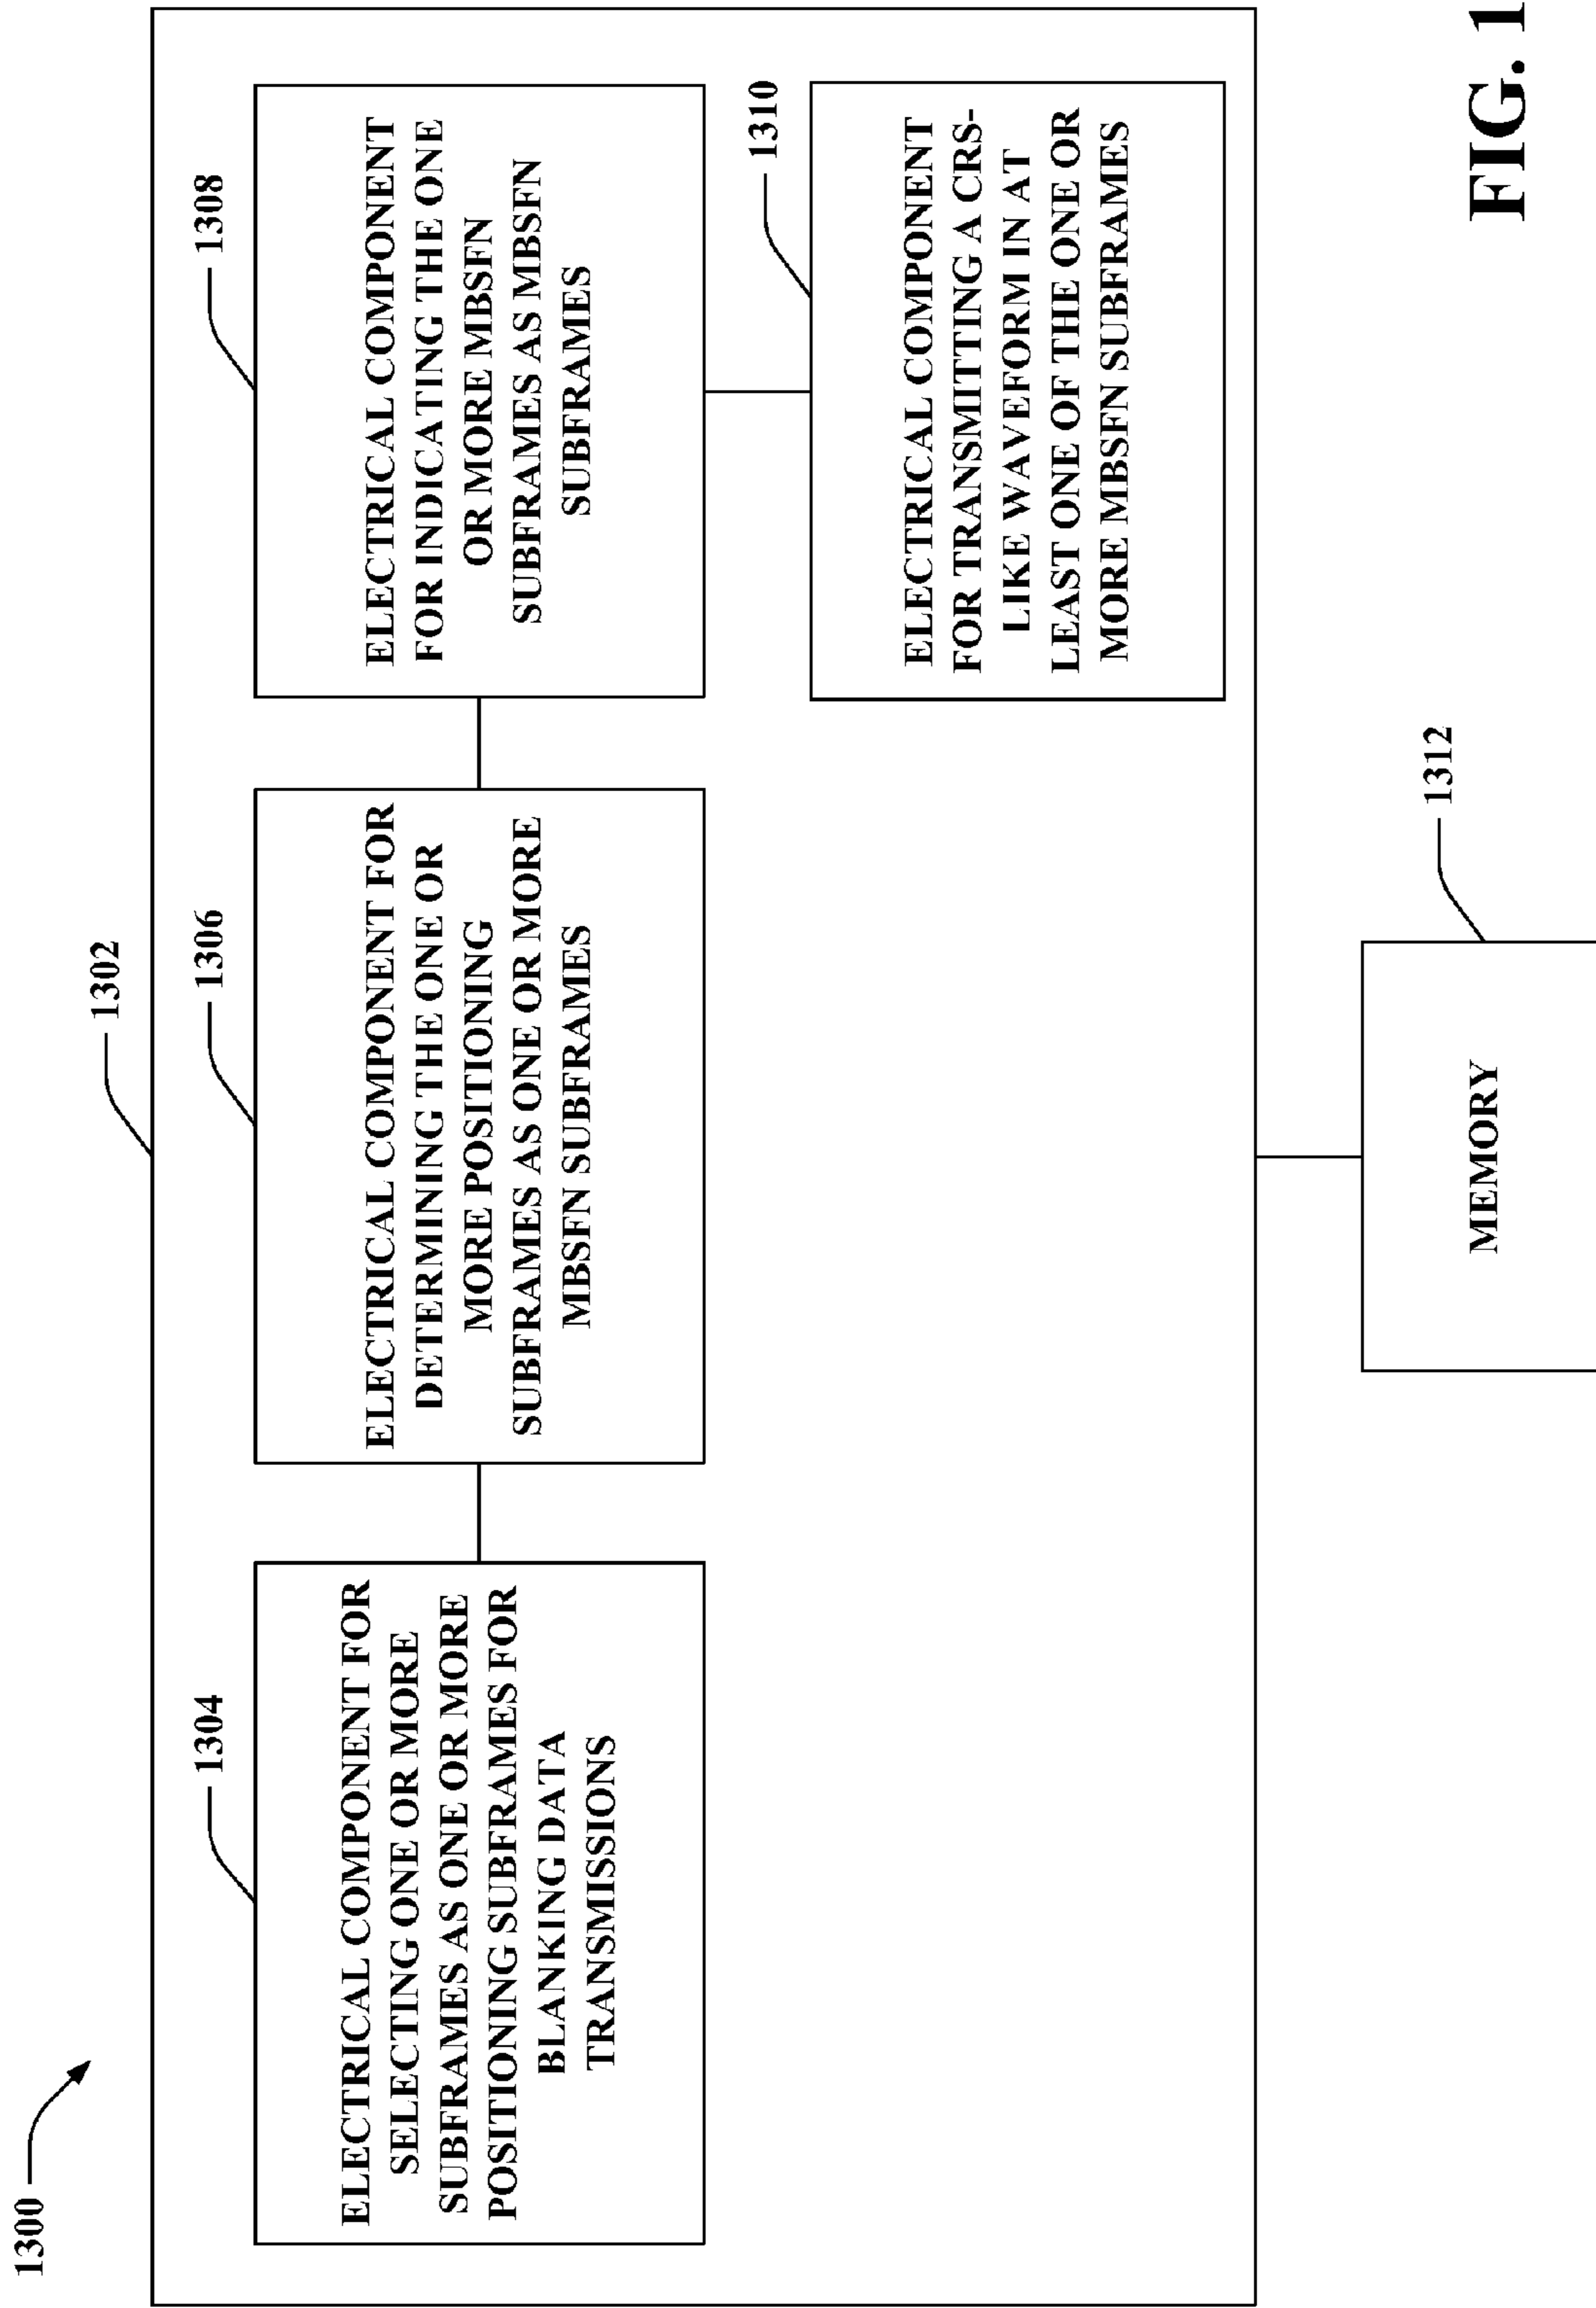 1300
1302
1304
ELECTRICAL COMPONENT FOR
SELECTING ONE OR MORE
SUBFRAMES AS ONE OR MORE
POSITIONING SUBFRAMES FOR
BLANKING DATA
TRANSMISSIONS
1306
ELECTRICAL COMPONENT FOR
DETERMINING THE ONE OR
MORE POSITIONING
SUBFRAMES AS ONE OR MORE
MBSFN SUBFRAMES
1308
ELECTRICAL COMPONENT
FOR INDICATING THE ONE
OR MORE MBSFN
SUBFRAMES AS MBSFN
SUBFRAMES
1310
ELECTRICAL COMPONENT
FOR TRANSMITTING A CRS-
LIKE WAVEFORM IN AT
LEAST ONE OF THE ONE OR
MORE MBSFN SUBFRAMES
1312
MEMORY
FIG. 1